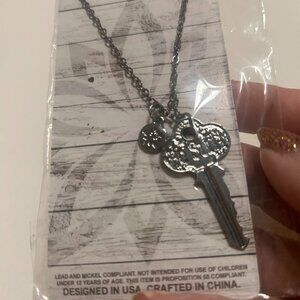 LEAD AND NICKEL COMPLIANT. NOT INTENDED FOR USE OF CHILDREN
UNDER 12 YEARS OF AGE. THIS ITEM IS PROPOSITION 65 COMPLIANT.
DESIGNED IN USA. CRAFTED IN CHINA.